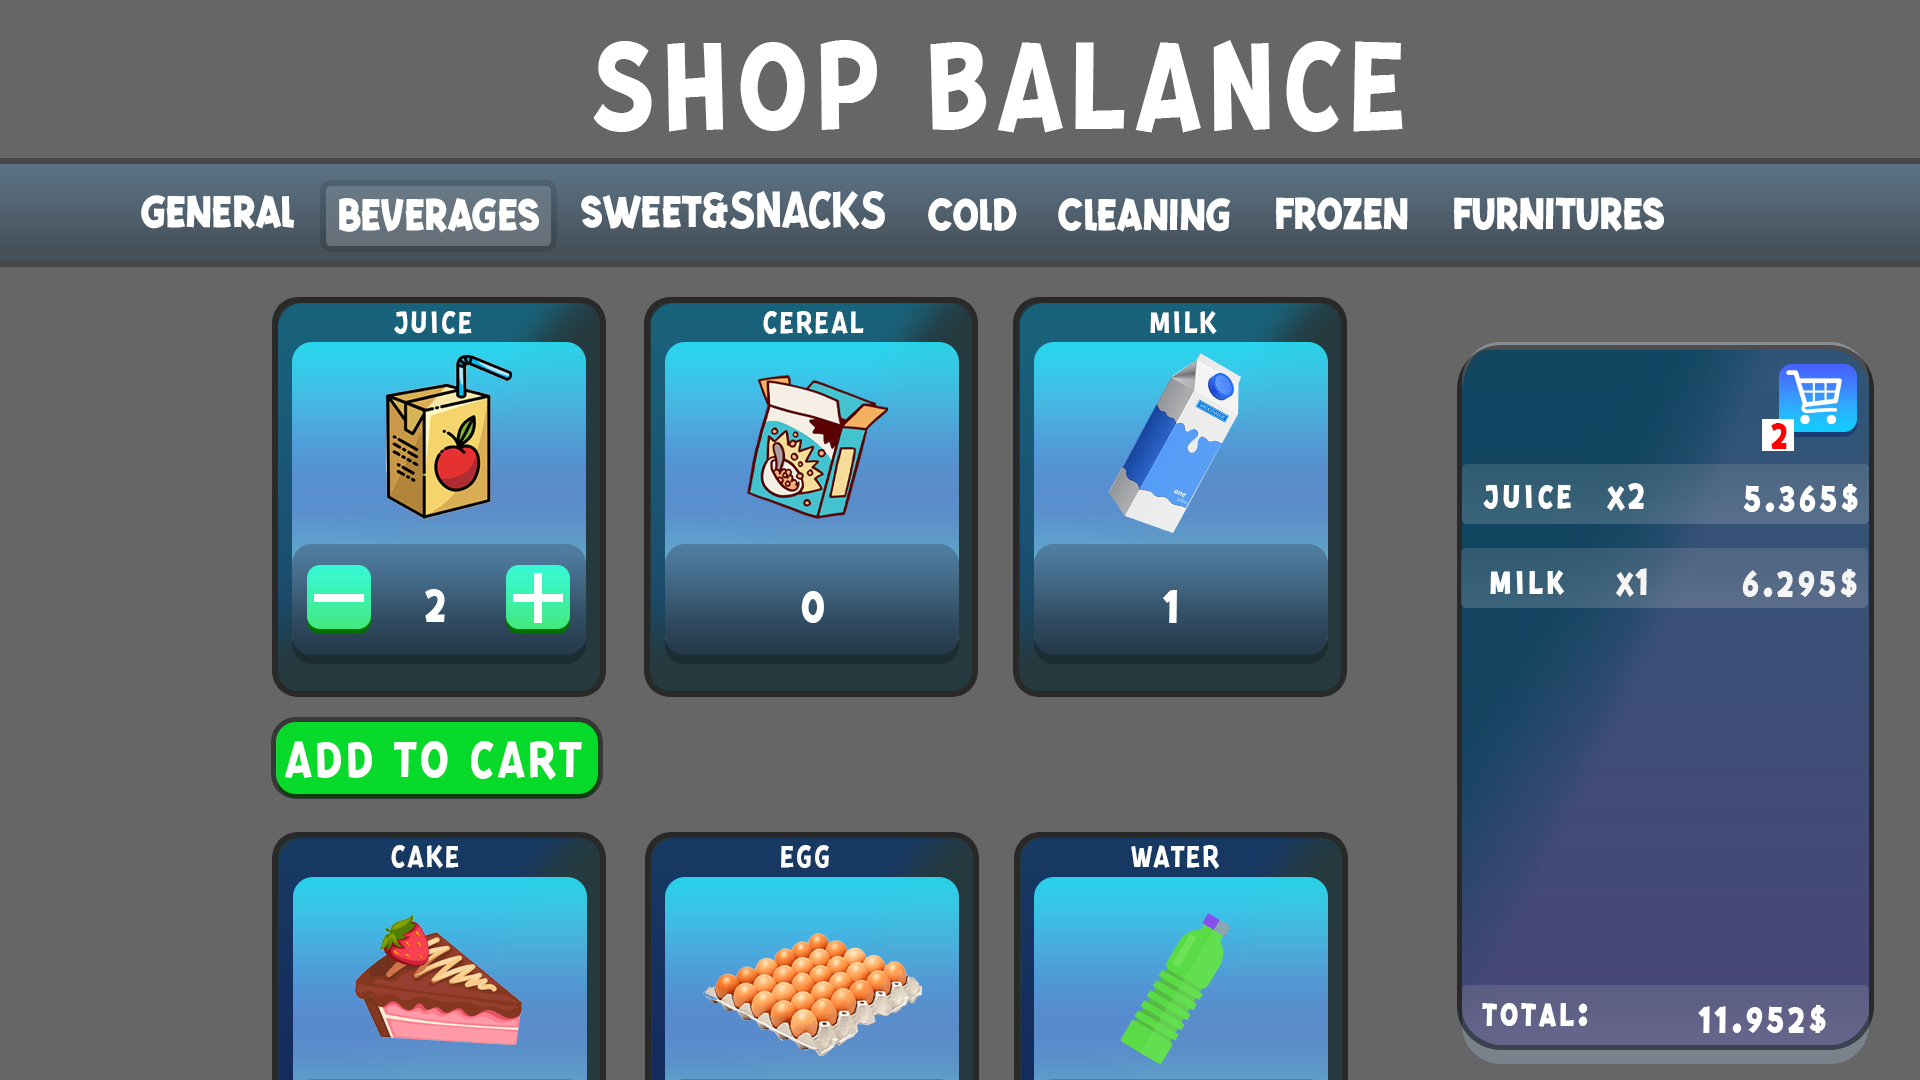 SHOP BALANCE
GENERAL BEVERAGES SWEET&SNACKS COLD CLEANING FROZEN FURNITURES
JUICE CEREAL MILK
2 0 1
ADD TO CART
CAKE EGG WATER
2
JUICE X2 5.365$
MILK X1 6.295$
TOTAL: 11.952$